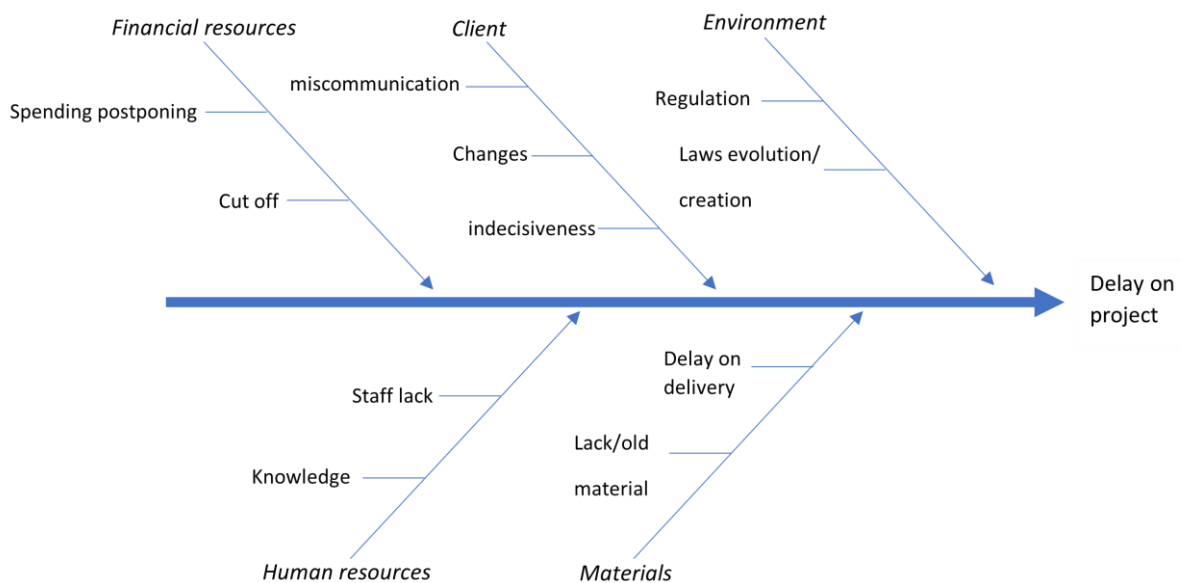 Financial resources
Client
Environment
miscommunication
Regulation
Spending postponing
Changes
Laws evolution/
creation
Cut off
indecisiveness
Delay on
project
Delay on
delivery
Staff lack
Lack/old
material
Knowledge
Human resources
Materials